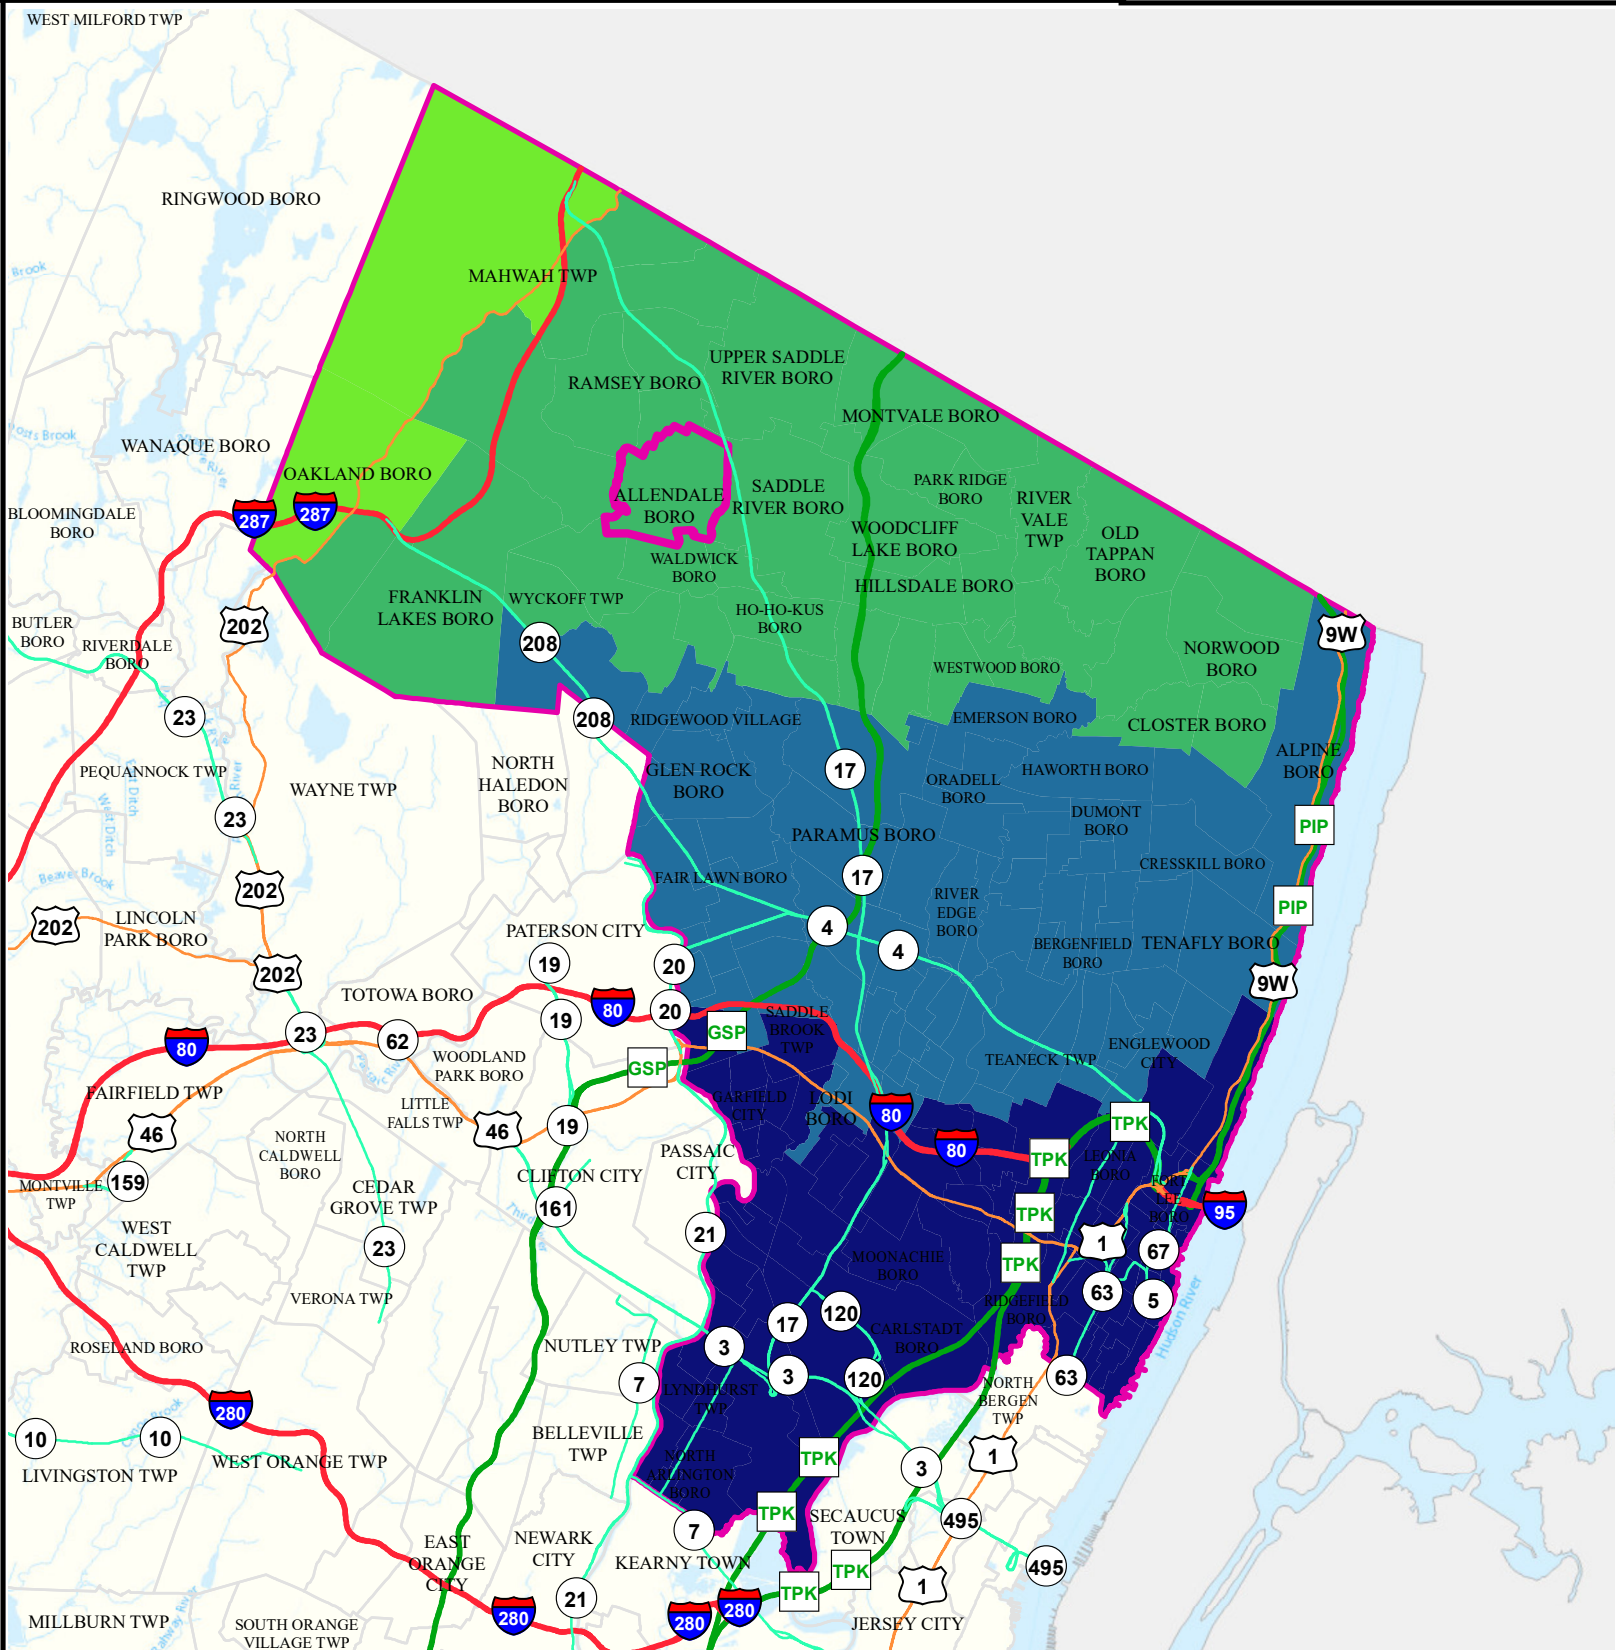 WEST MILFORD TWP
RINGWOOD BORO
Brook
MAHWAH TWP
UPPER SADDLE
RIVER BORO
RAMSEY BORO
MONTVALE BORO
WANAQUE BORO
OAKLAND BORO
ALLENDALE
BORO
SADDLE
RIVER BORO
PARK RIDGE
BORO
RIVER
VALE
TWP
BLOOMINGDALE
BORO
287
287
WOODCLIFF
LAKE BORO
OLD
TAPPAN
BORO
WALDWICK
BORO
HILLSDALE BORO
FRANKLIN
LAKES BORO
WYCKOFF TWP
HO-HO-KUS
BORO
BUTLER
BORO
RIVERDALE
BORO
202
208
9W
NORWOOD
BORO
WESTWOOD BORO
23
208
RIDGEWOOD VILLAGE
EMERSON BORO
CLOSTER BORO
ALPINE
BORO
PEQUANNOCK TWP
WAYNE TWP
NORTH
HALEDON
BORO
GLEN ROCK
BORO
17
ORADELL
BORO
HAWORTH BORO
West Ditch
23
DUMONT
BORO
PIP
PARAMUS BORO
CRESSKILL BORO
Beaver Brook
202
FAIR LAWN BORO
17
PIP
202
LINCOLN
PARK BORO
PATERSON CITY
4
4
RIVER
EDGE
BORO
BERGENFIELD
BORO
TENAFLY BORO
202
19
20
9W
TOTOWA BORO
80
20
19
23
62
80
GSP
GSP
SADDLE
BROOK
TWP
WOODLAND
PARK BORO
TEANECK TWP
ENGLEWOOD
CITY
FAIRFIELD TWP
LITTLE
FALLS TWP
GARFIELD
CITY
LODI
BORO
80
46
46
19
TPK
NORTH
CALDWELL
BORO
PASSAIC
CITY
80
TPK
LEONIA
BORO
MONTVILLE
TWP
159
CEDAR
GROVE TWP
CLIFTON CITY
161
FORT
LEE
BORO
95
TPK
21
WEST
CALDWELL
TWP
23
MOONACHIE
BORO
TPK
1
67
63
5
VERONA TWP
RIDGEFIELD
BORO
Hudson River
ROSELAND BORO
NUTLEY TWP
3
17
120
CARLSTADT
BORO
7
3
120
63
LYNDHURST
TWP
NORTH
BERGEN
TWP
280
10
10
BELLEVILLE
TWP
WEST ORANGE TWP
LIVINGSTON TWP
NORTH
ARLINGTON
BORO
TPK
3
1
TPK
7
SECAUCUS
TOWN
495
EAST
ORANGE
CITY
NEWARK
CITY
KEARNY TOWN
TPK
495
21
TPK
1
280
280
280
MILLBURN TWP
SOUTH ORANGE
VILLAGE TWP
JERSEY CITY